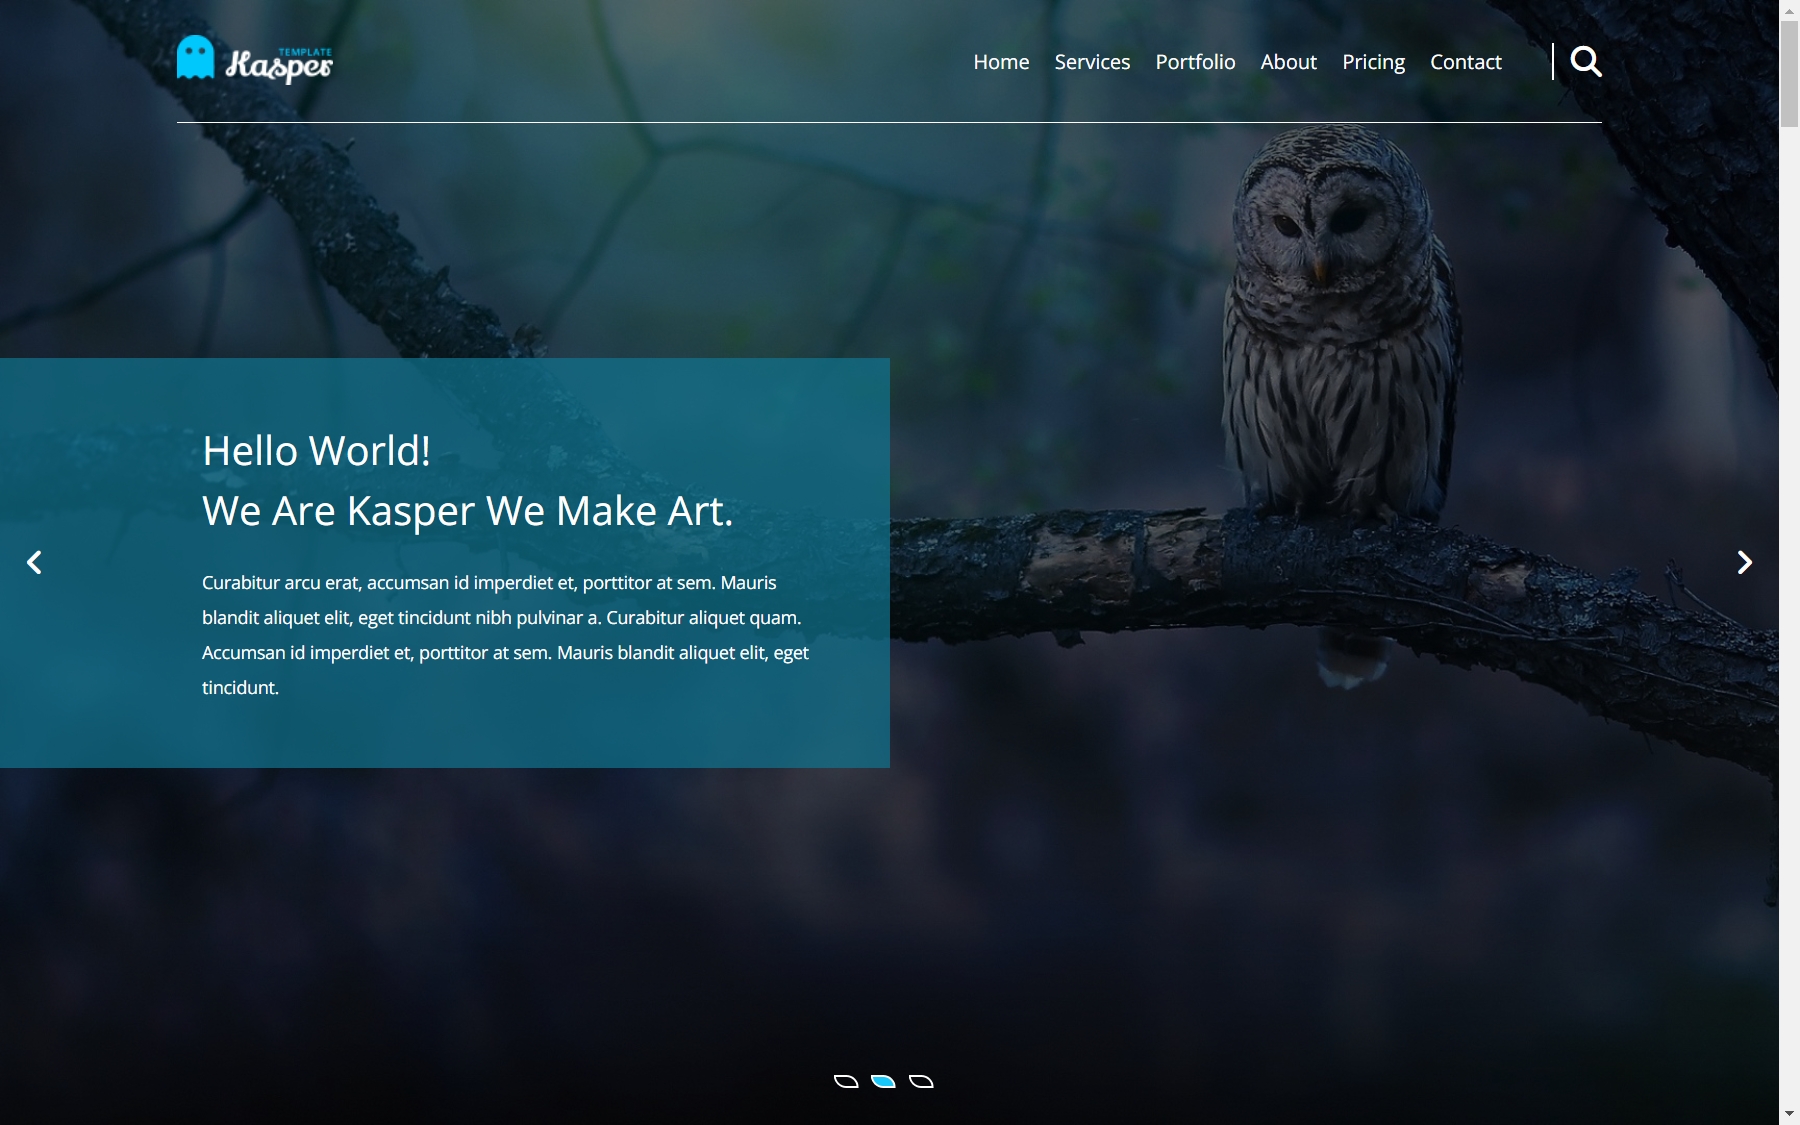 TEMPLATE
Kasper
Home Services Portfolio About Pricing Contact
Hello World!
We Are Kasper We Make Art.
Curabitur arcu erat, accumsan id imperdiet et, porttitor at sem. Mauris
blandit aliquet elit, eget tincidunt nibh pulvinar a. Curabitur aliquet quam.
Accumsan id imperdiet et, porttitor at sem. Mauris blandit aliquet elit, eget
tincidunt.